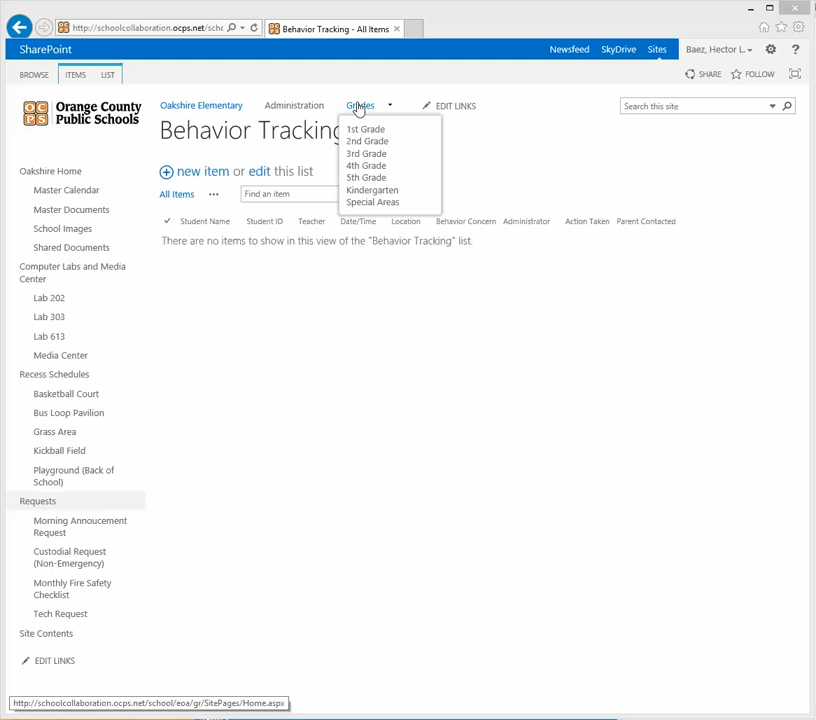 http://schoolcollaboration.ocps.net/schc
Behavior Tracking - All Items
SharePoint
Newsfeed SkyDrive Sites Baez, Hector L. ?
BROWSE ITEMS LIST
SHARE FOLLOW
Orange County
Public Schools
Oakshire Elementary Administration Grades EDIT LINKS
Search this site
Behavior Tracking
1st Grade
2nd Grade
3rd Grade
4th Grade
5th Grade
Kindergarten
Special Areas
new item or edit this list
All Items ... Find an item
Student Name Student ID Teacher Date/Time Location Behavior Concern Administrator Action Taken Parent Contacted
There are no items to show in this view of the "Behavior Tracking" list.
Oakshire Home
Master Calendar
Master Documents
School Images
Shared Documents
Computer Labs and Media
Center
Lab 202
Lab 303
Lab 613
Media Center
Recess Schedules
Basketball Court
Bus Loop Pavilion
Grass Area
Kickball Field
Playground (Back of
School)
Requests
Morning Annoucement
Request
Custodial Request
(Non-Emergency)
Monthly Fire Safety
Checklist
Tech Request
Site Contents
EDIT LINKS
http://schoolcollaboration.ocps.net/school/eoa/gr/SitePages/Home.aspx